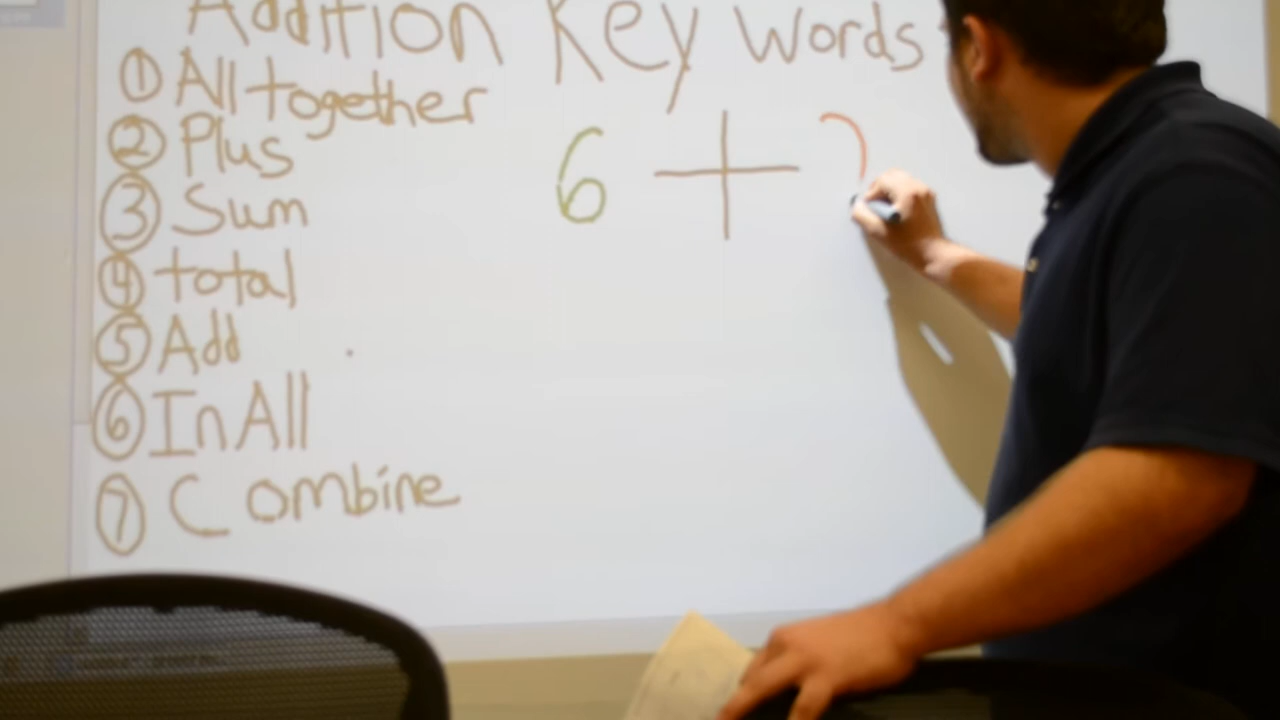 Addition Key Words
① All together
② Plus
③ Sum
④ total
⑤ Add
⑥ In All
⑦ Combine
6 +